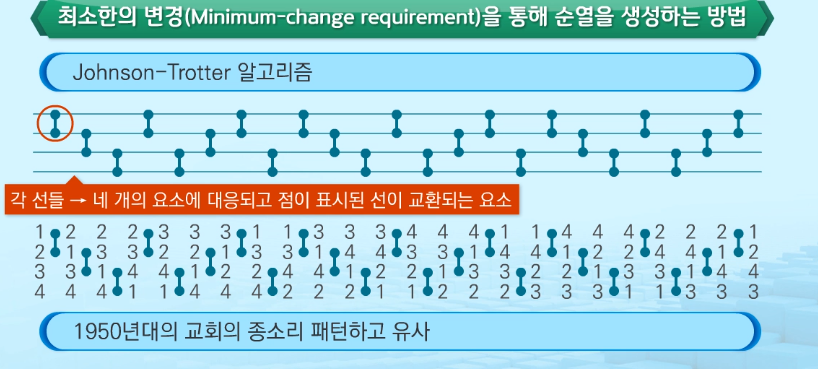 최소한의 변경(Minimum-change requirement)을 통해 순열을 생성하는 방법
Johnson-Trotter 알고리즘
각 선들 → 네 개의 요소에 대응되고 점이 표시된 선이 교환되는 요소
1 2 2 2 3 3 3 1 1 3 3 3 4 4 4 1 1 4 4 4 2 2 2 1
2 1 3 3 2 2 1 3 3 1 4 4 3 3 1 4 4 1 2 2 4 4 1 2
3 3 1 4 4 1 2 2 4 4 1 2 2 1 3 3 2 2 1 3 3 1 4 4
4 4 4 1 1 4 4 4 2 2 2 1 1 2 2 2 3 3 3 1 1 3 3 3
1950년대의 교회의 종소리 패턴하고 유사